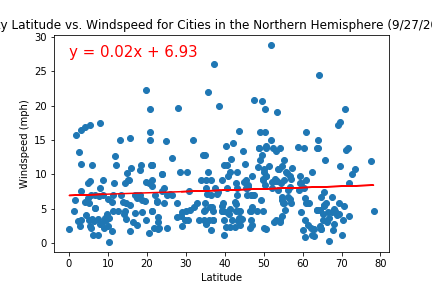 y Latitude vs. Windspeed for Cities in the Northern Hemisphere (9/27/20
y = 0.02x + 6.93
30
25
20
15
10
5
0
Windspeed (mph)
0 10 20 30 40 50 60 70 80
Latitude